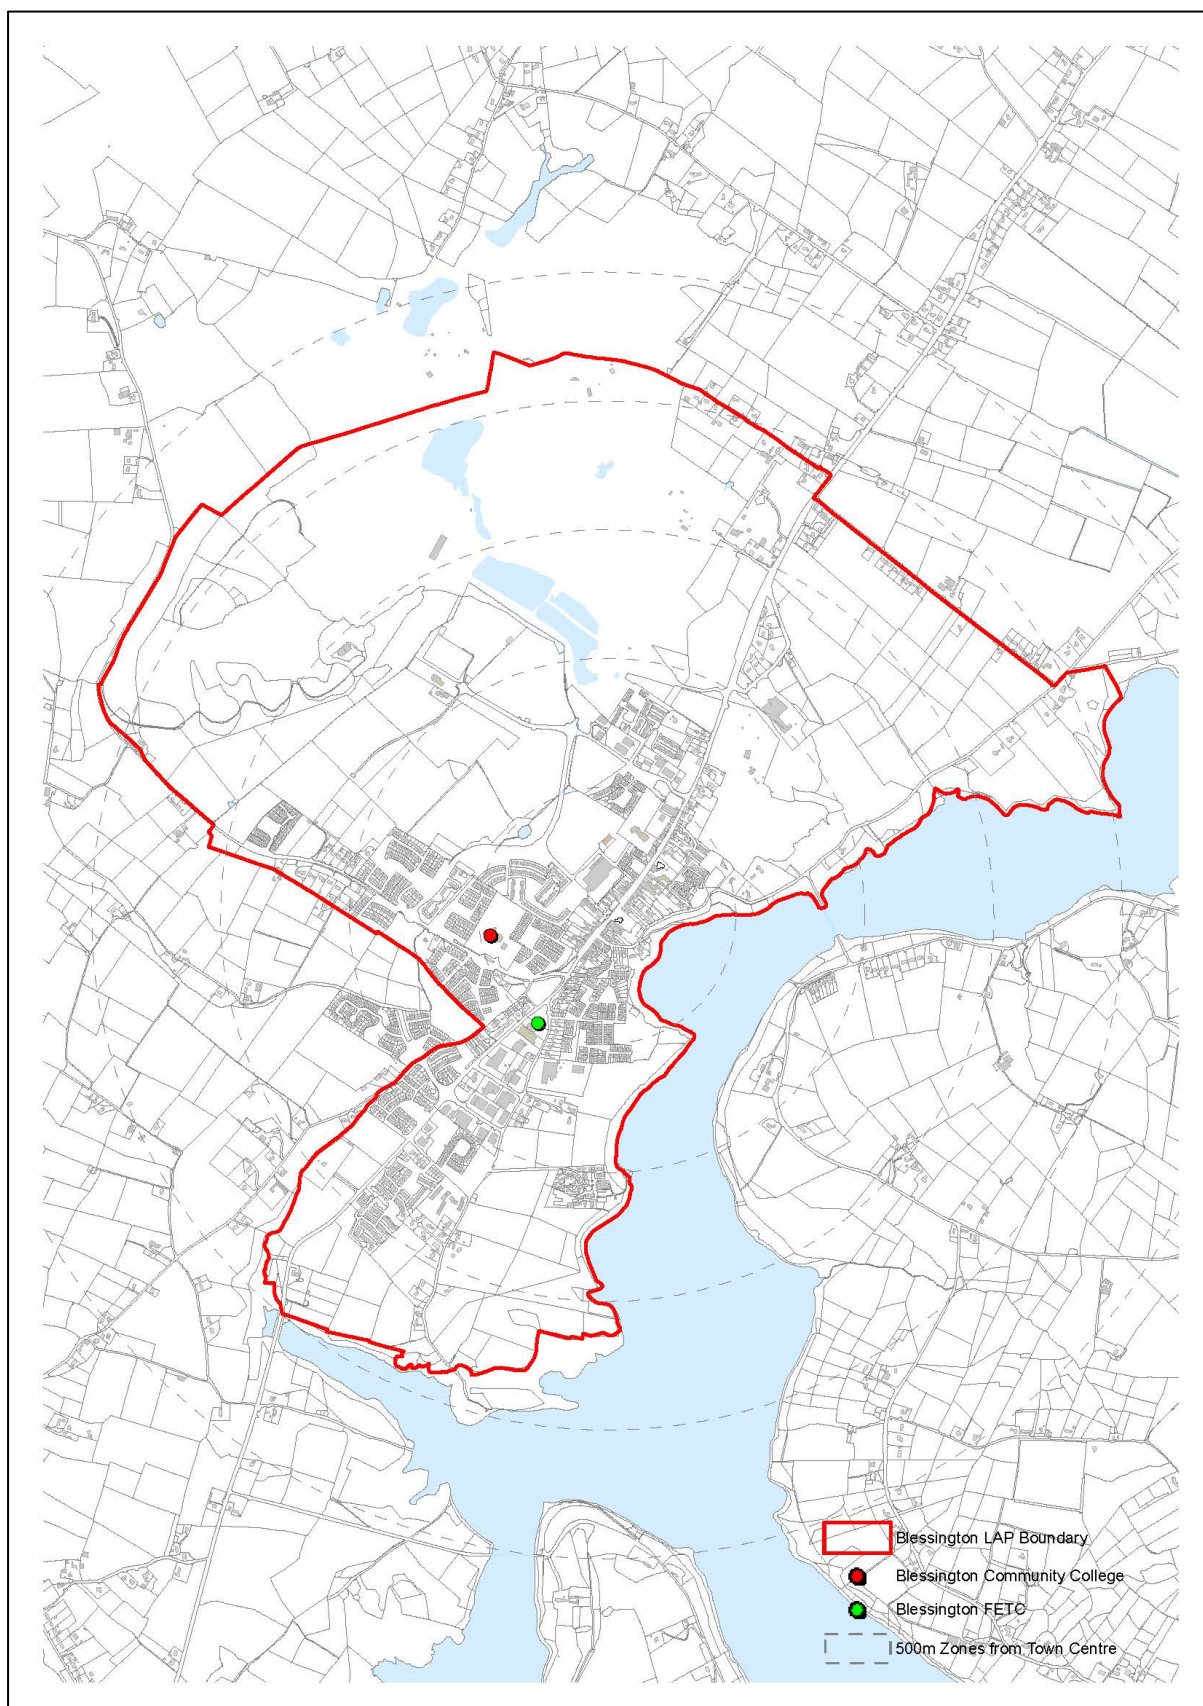 Blessington LAP Boundary
Blessington Community College
Blessington FETC
500m Zones from Town Centre